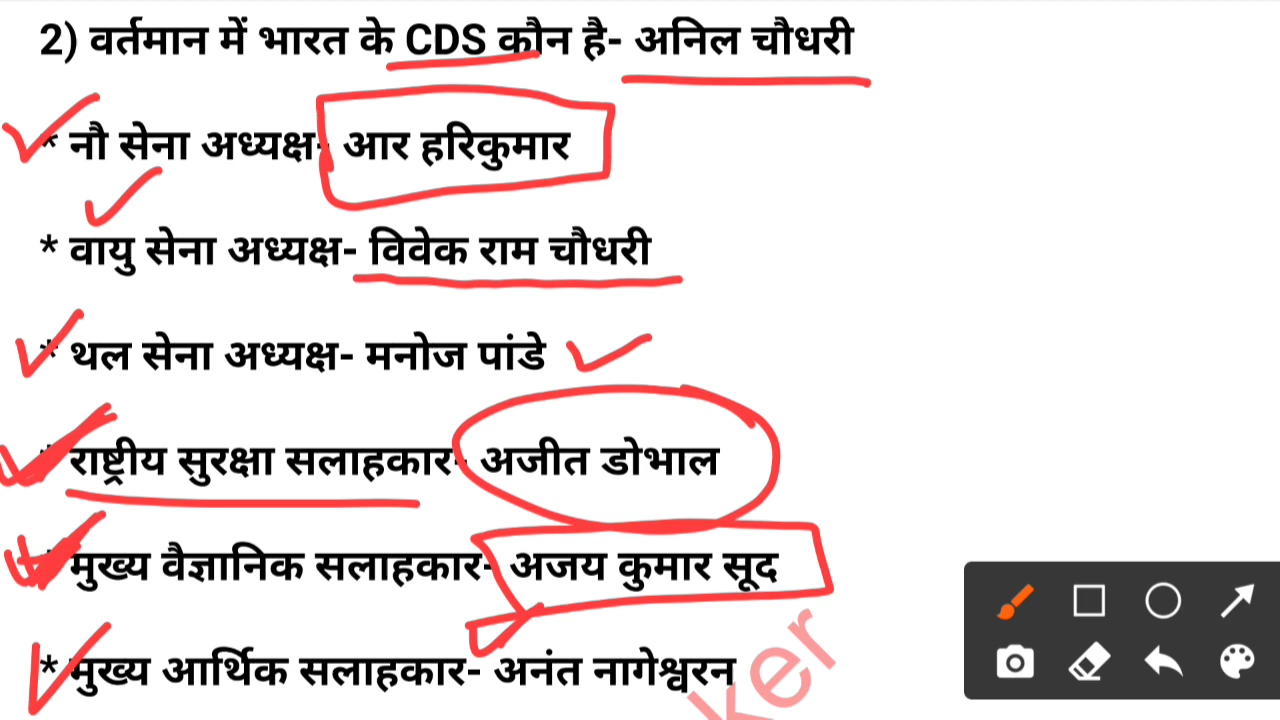 2) वर्तमान में भारत के CDS कौन है- अनिल चौधरी
* नौ सेना अध्यक्ष- आर हरिकुमार
* वायु सेना अध्यक्ष- विवेक राम चौधरी
* थल सेना अध्यक्ष- मनोज पांडे
* राष्ट्रीय सुरक्षा सलाहकार- अजीत डोभाल
* मुख्य वैज्ञानिक सलाहकार- अजय कुमार सूद
* मुख्य आर्थिक सलाहकार- अनंत नागेश्वरन